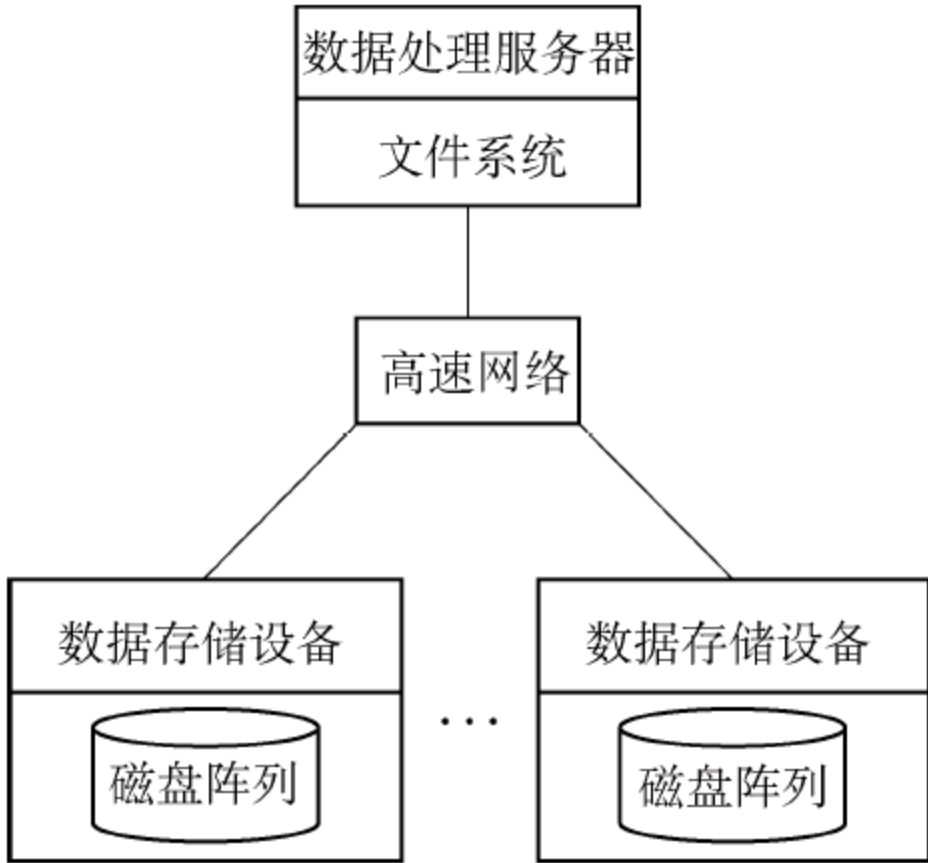 数据处理服务器
文件系统
高速网络
数据存储设备
数据存储设备
...
磁盘阵列
磁盘阵列